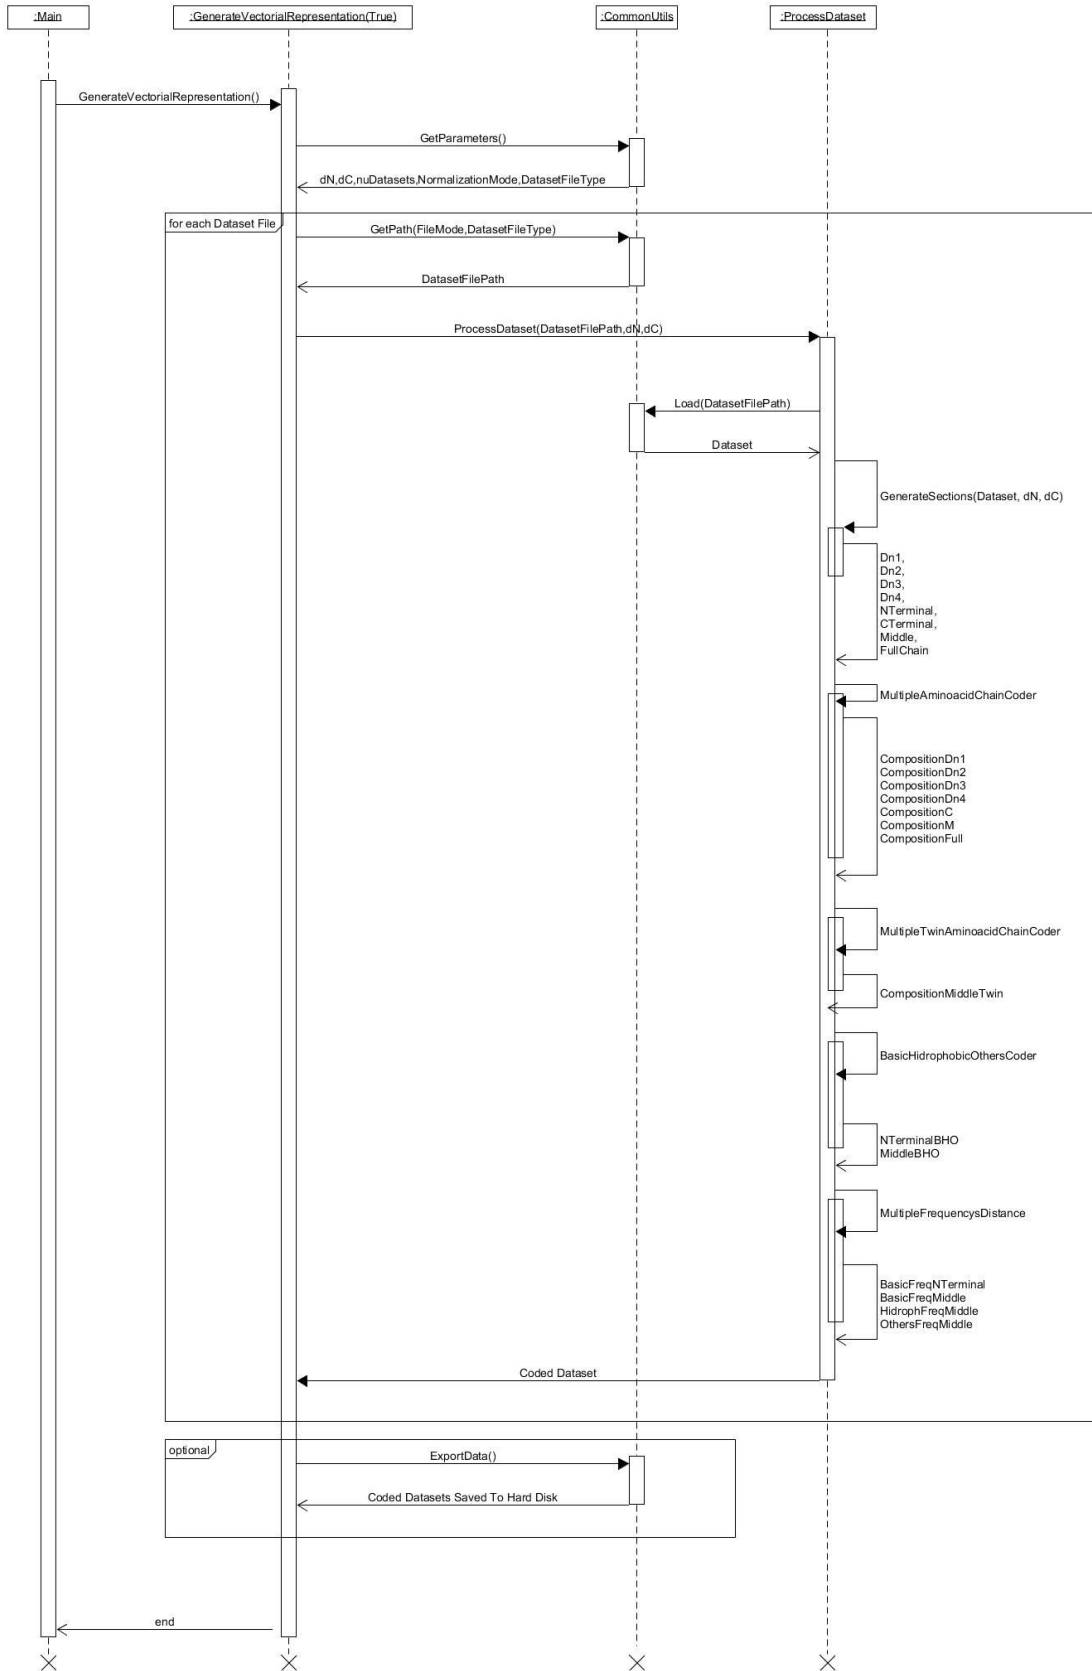 :Main
:GenerateVectorialRepresentation(True)
:CommonUtils
:ProcessDataset
GenerateVectorialRepresentation()
GetParameters()
dN,dC,nuDatasets,NormalizationMode,DatasetFileType
for each Dataset File
GetPath(FileMode,DatasetFileType)
DatasetFilePath
ProcessDataset(DatasetFilePath,dN,dC)
Load(DatasetFilePath)
Dataset
GenerateSections(Dataset, dN, dC)
Dn1,
Dn2,
Dn3,
Dn4,
NTerminal,
CTerminal,
Middle,
FullChain
MultipleAminoacidChainCoder
CompositionDn1
CompositionDn2
CompositionDn3
CompositionDn4
CompositionC
CompositionM
CompositionFull
MultipleTwinAminoacidChainCoder
CompositionMiddleTwin
BasicHidrophobicOthersCoder
NTerminalBHO
MiddleBHO
MultipleFrequencysDistance
BasicFreqNTerminal
BasicFreqMiddle
HidrophFreqMiddle
OthersFreqMiddle
Coded Dataset
optional
ExportData()
Coded Datasets Saved To Hard Disk
end